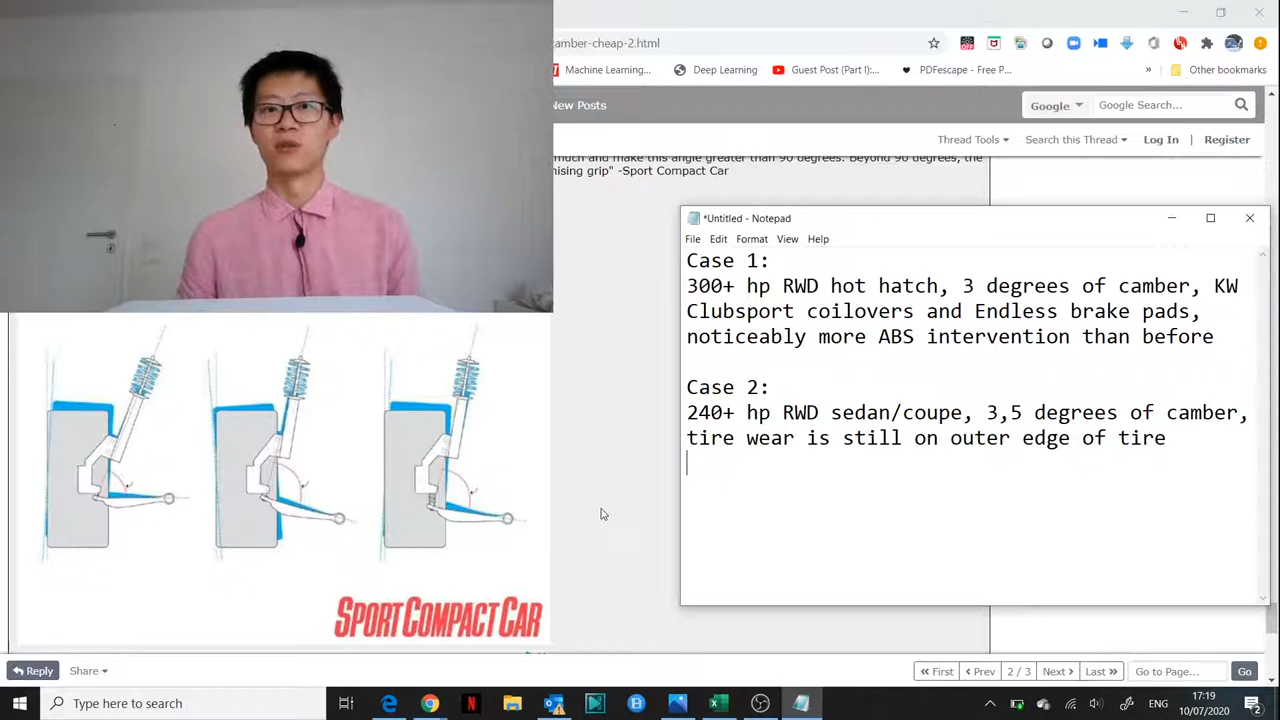 amber-cheap-2.html
Machine Learning...
Deep Learning
Guest Post (Part I):...
PDFescape - Free P...
»
Other bookmarks
New Posts
Google
Google Search...
Thread Tools
Search this Thread
Log In
Register
much and make this angle greater than 90 degrees. Beyond 90 degrees, the
nising grip" -Sport Compact Car
*Untitled - Notepad
File Edit Format View Help
Case 1:
300+ hp RWD hot hatch, 3 degrees of camber, KW
Clubsport coilovers and Endless brake pads,
noticeably more ABS intervention than before
Case 2:
240+ hp RWD sedan/coupe, 3,5 degrees of camber,
tire wear is still on outer edge of tire
SPORT COMPACT CAR
Reply
Share
« First
‹ Prev
2 / 3
Next ›
Last »
Go to Page...
Go
Type here to search
17:19
10/07/2020
2